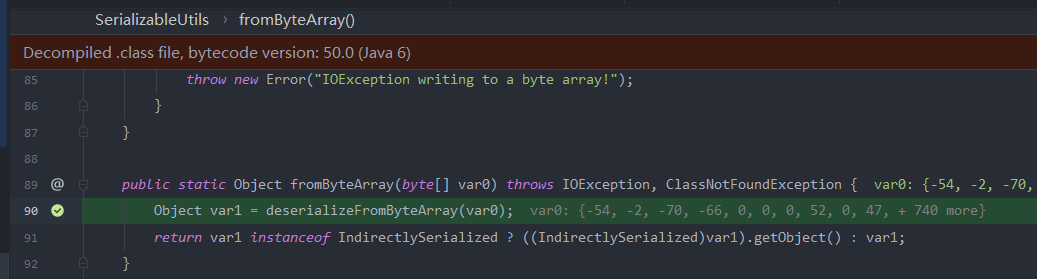 SerializableUtils › fromByteArray()
Decompiled .class file, bytecode version: 50.0 (Java 6)
85 throw new Error("IOException writing to a byte array!");
86 }
87 }
88
89 @ public static Object fromByteArray(byte[] var0) throws IOException, ClassNotFoundException { var0: {-54, -2, -70,
90 Object var1 = deserializeFromByteArray(var0); var0: {-54, -2, -70, -66, 0, 0, 0, 52, 0, 47, + 740 more}
91 return var1 instanceof IndirectlySerialized ? ((IndirectlySerialized)var1).getObject() : var1;
92 }